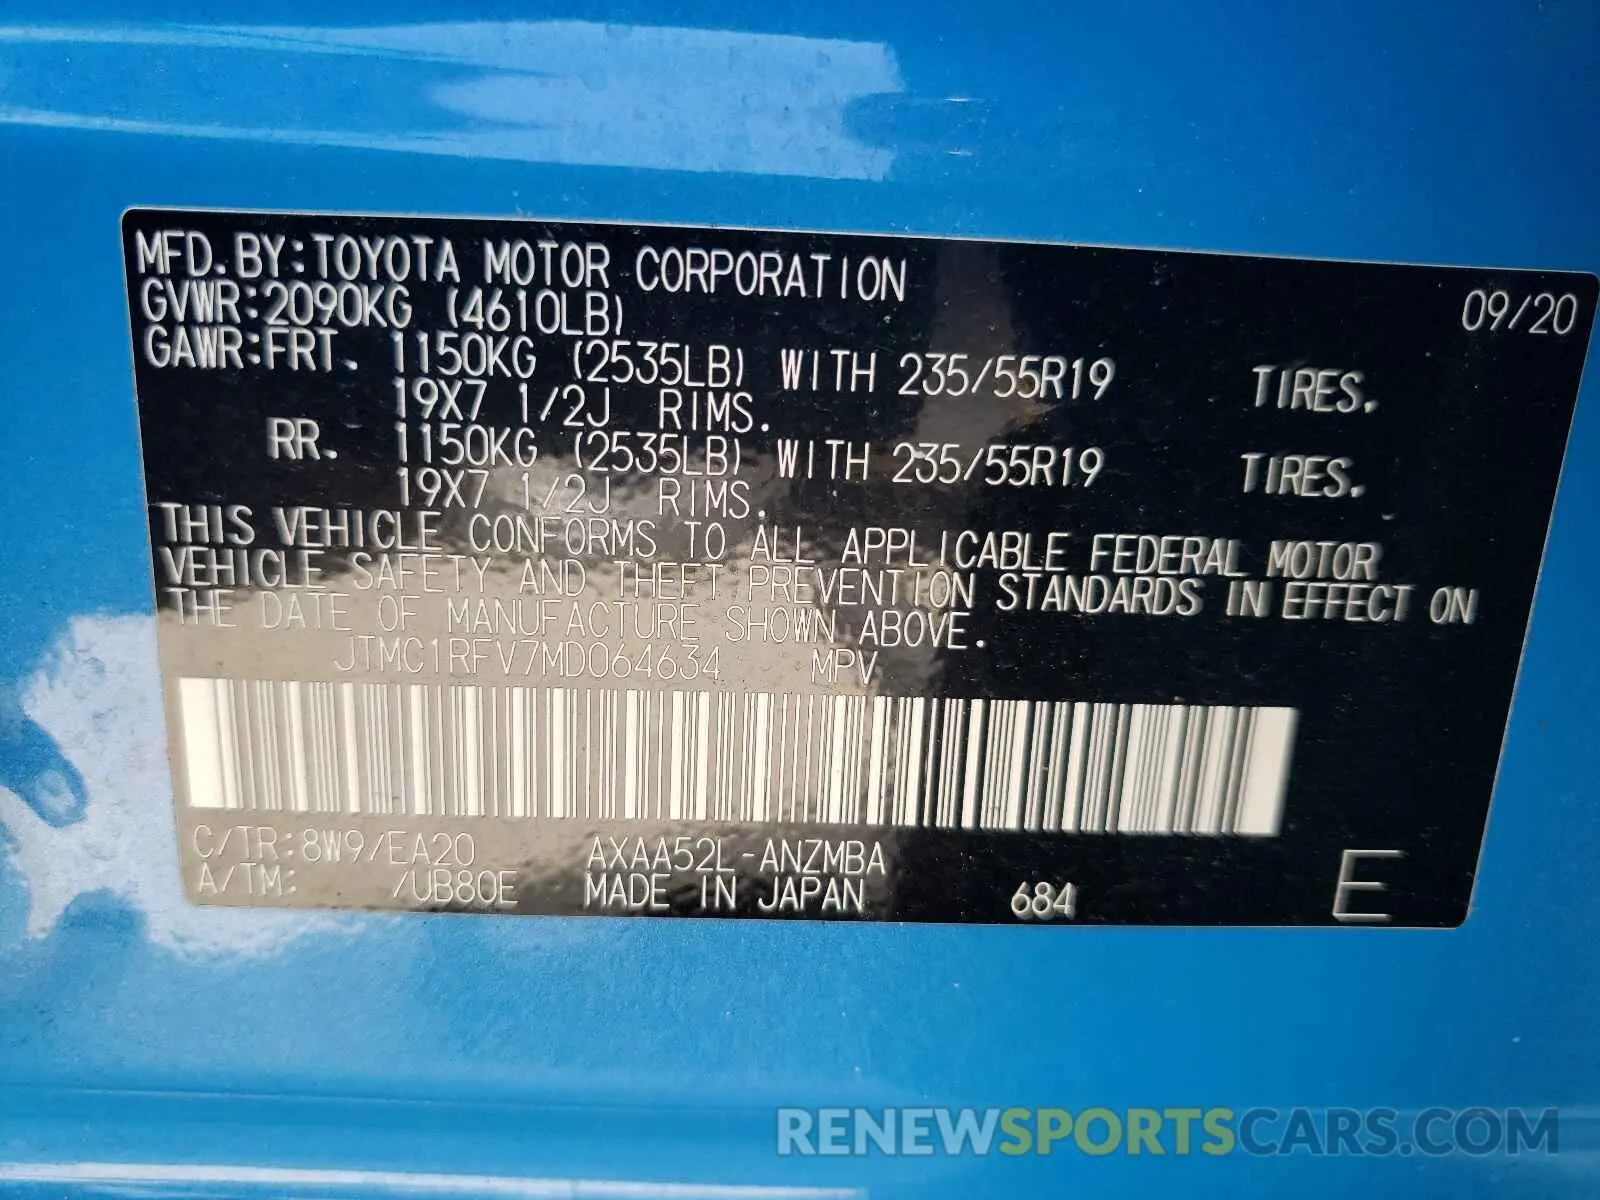 MFD.BY:TOYOTA MOTOR CORPORATION 09/20
GVWR:2090KG (4610LB)
GAWR:FRT. 1150KG (2535LB) WITH 235/55R19 TIRES.
19X7 1/2J RIMS.
RR. 1150KG (2535LB) WITH 235/55R19 TIRES.
19X7 1/2J RIMS.
THIS VEHICLE CONFORMS TO ALL APPLICABLE FEDERAL MOTOR
VEHICLE SAFETY AND THEFT PREVENTION STANDARDS IN EFFECT ON
THE DATE OF MANUFACTURE SHOWN ABOVE.
JTMC1RFV7MD064634 MPV
C/TR:8W9/EA20 AXAA52L-ANZMBA
A/TM: /UB80E MADE IN JAPAN 684 E
RENEWSPORTSCARS.COM